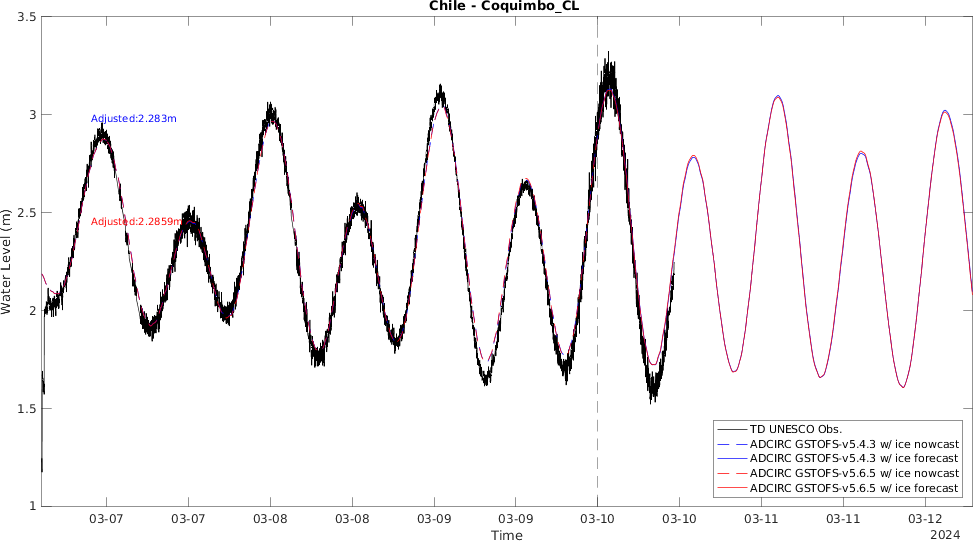 Chile - Coquimbo_CL
3.5
3
2.5
2
1.5
1
Water Level (m)
Adjusted:2.283m
Adjusted:2.2859m
TD UNESCO Obs.
ADCIRC GSTOFS-v5.4.3 w/ ice nowcast
ADCIRC GSTOFS-v5.4.3 w/ ice forecast
ADCIRC GSTOFS-v5.6.5 w/ ice nowcast
ADCIRC GSTOFS-v5.6.5 w/ ice forecast
03-07 03-07 03-08 03-08 03-09 03-09 03-10 03-10 03-11 03-11 03-12
Time
2024